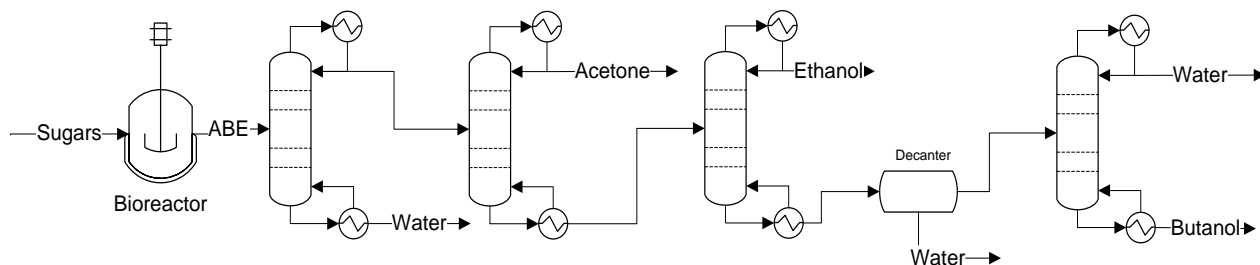 Sugars
Bioreactor
ABE
Water
Acetone
Ethanol
Decanter
Water
Water
Butanol